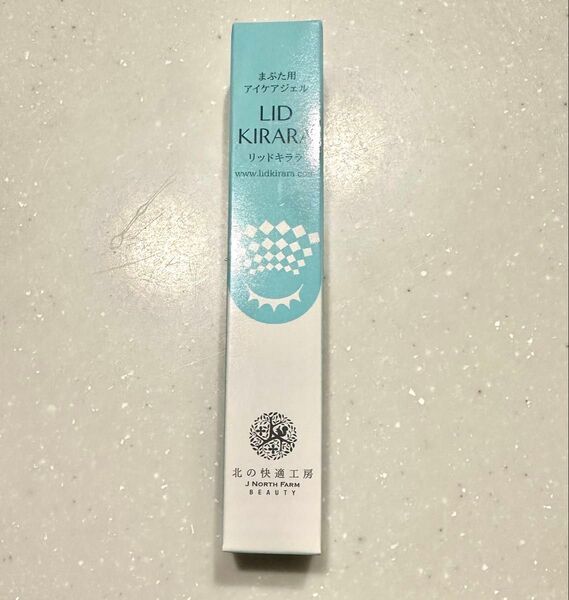 まぶた用
アイケアジェル
LID
KIRARA
リッドキララ
www.lidkirara.com
北の快適工房
J NORTH FARM
BEAUTY